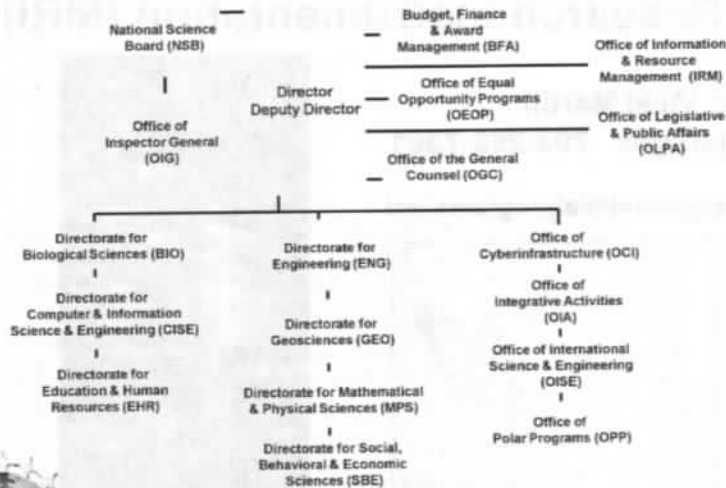 National Science
Board (NSB)
Office of
Inspector General
(OIG)
Director
Deputy Director
Budget, Finance
& Award
Management (BFA)
Office of Equal
Opportunity Programs
(OEOP)
Office of the General
Counsel (OGC)
Office of Information
& Resource
Management (IRM)
Office of Legislative
& Public Affairs
(OLPA)
Directorate for
Biological Sciences (BIO)
Directorate for
Computer & Information
Science & Engineering (CISE)
Directorate for
Education & Human
Resources (EHR)
Directorate for
Engineering (ENG)
Directorate for
Geosciences (GEO)
Directorate for Mathematical
& Physical Sciences (MPS)
Directorate for Social,
Behavioral & Economic
Sciences (SBE)
Office of
Cyberinfrastructure (OCI)
Office of
Integrative Activities
(OIA)
Office of International
Science & Engineering
(OISE)
Office of
Polar Programs (OPP)